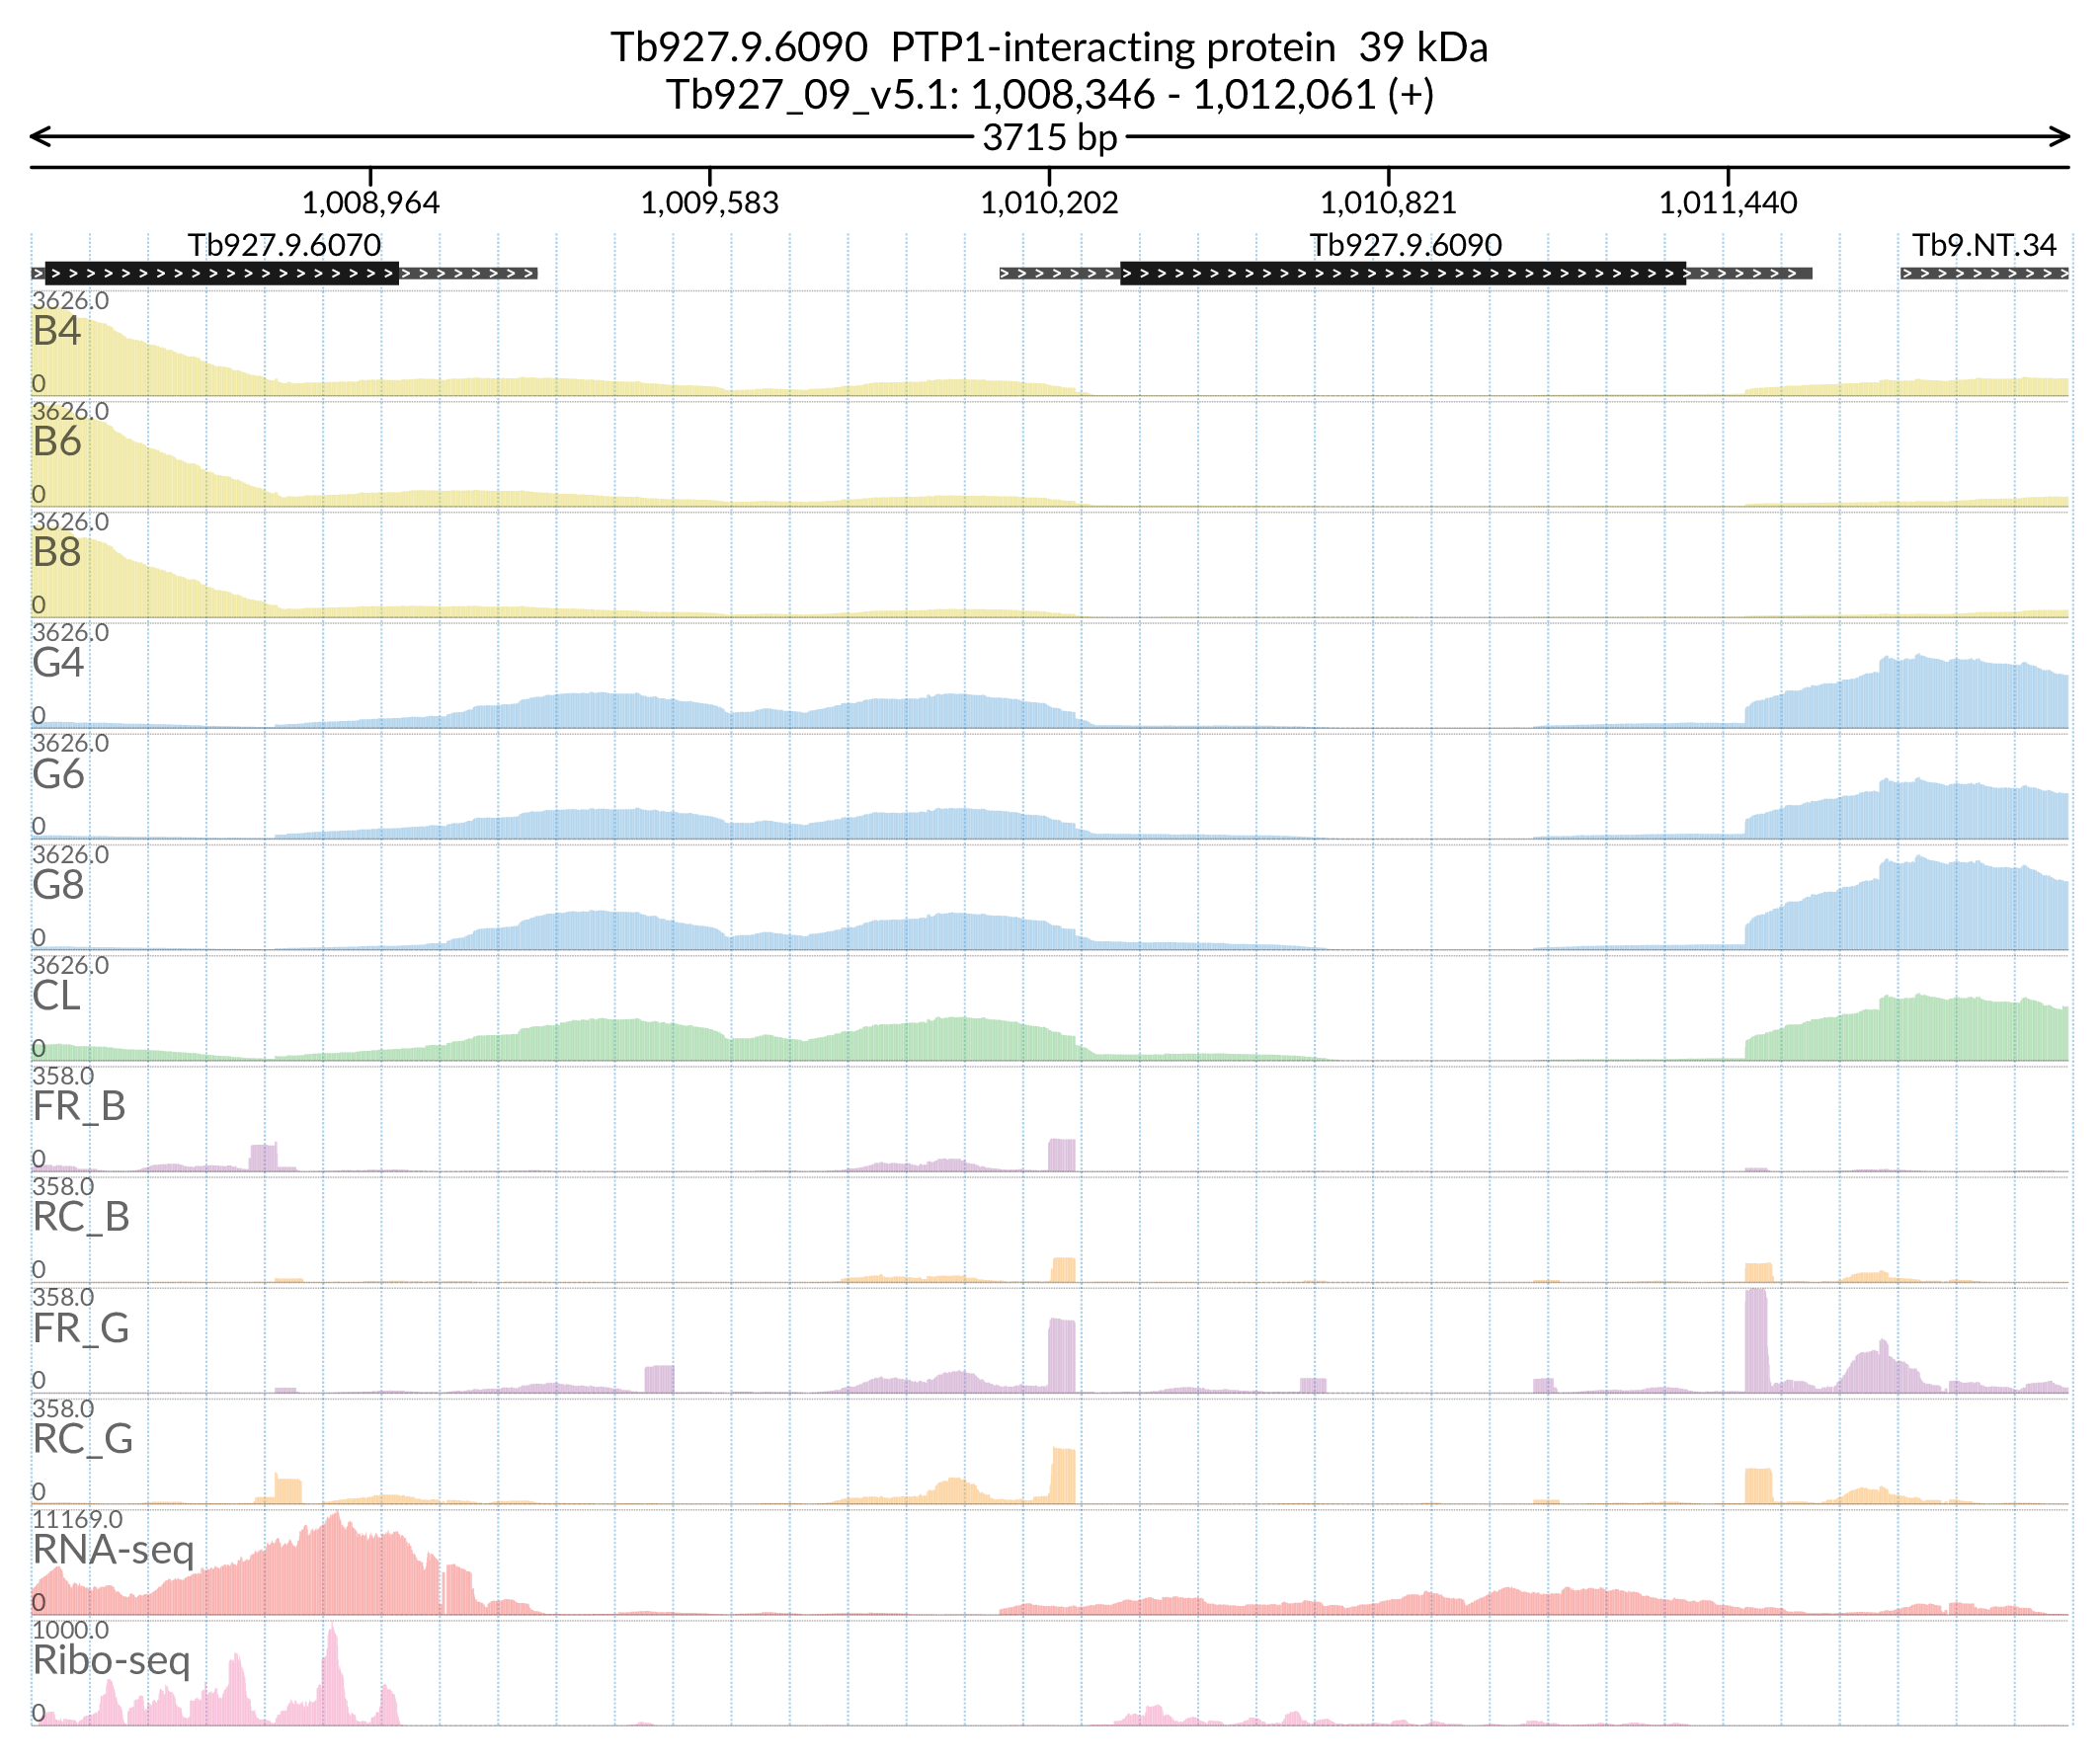 Tb927.9.6090  PTP1-interacting protein  39 kDa
Tb927_09_v5.1: 1,008,346 - 1,012,061 (+)
3715 bp
1,008,964 1,009,583 1,010,202 1,010,821 1,011,440
Tb927.9.6070 Tb927.9.6090 Tb9.NT.34
3626.0
B4
0
3626.0
B6
0
3626.0
B8
0
3626.0
G4
0
3626.0
G6
0
3626.0
G8
0
3626.0
CL
0
358.0
FR_B
0
358.0
RC_B
0
358.0
FR_G
0
358.0
RC_G
0
11169.0
RNA-seq
0
1000.0
Ribo-seq
0